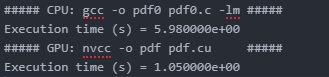 ##### CPU: gcc -o pdf0 pdf0.c -lm #####
Execution time (s) = 5.980000e+00
##### GPU: nvcc -o pdf pdf.cu     #####
Execution time (s) = 1.050000e+00